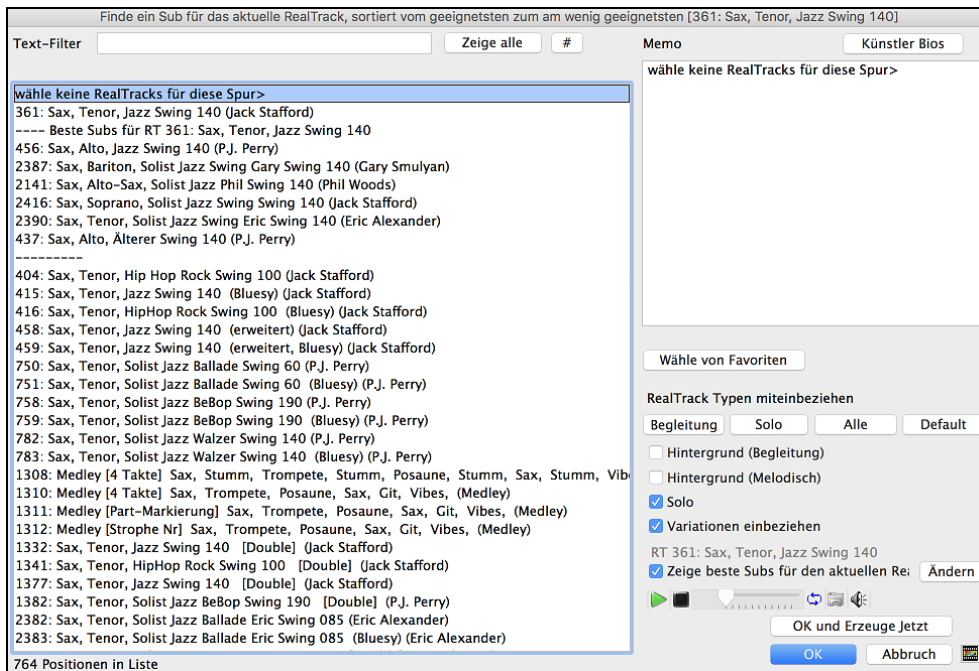 Finde ein Sub für das aktuelle RealTrack, sortiert vom geeignetsten zum am wenig geeignetsten [361: Sax, Tenor, Jazz Swing 140]
Text-Filter
Zeige alle
#
wähle keine RealTracks für diese Spur>
361: Sax, Tenor, Jazz Swing 140 (Jack Stafford)
---- Beste Subs für RT 361: Sax, Tenor, Jazz Swing 140
456: Sax, Alto, Jazz Swing 140 (P.J. Perry)
2387: Sax, Bariton, Solist Jazz Swing Gary Swing 140 (Gary Smulyan)
2141: Sax, Alto-Sax, Solist Jazz Phil Swing 140 (Phil Woods)
2416: Sax, Soprano, Solist Jazz Swing Swing 140 (Jack Stafford)
2390: Sax, Tenor, Solist Jazz Swing Eric Swing 140 (Eric Alexander)
437: Sax, Alto, Älterer Swing 140 (P.J. Perry)
---------
404: Sax, Tenor, Hip Hop Rock Swing 100 (Jack Stafford)
415: Sax, Tenor, Jazz Swing 140 (Bluesy) (Jack Stafford)
416: Sax, Tenor, HipHop Rock Swing 100 (Bluesy) (Jack Stafford)
458: Sax, Tenor, Jazz Swing 140 (erweitert) (Jack Stafford)
459: Sax, Tenor, Jazz Swing 140 (erweitert, Bluesy) (Jack Stafford)
750: Sax, Tenor, Solist Jazz Ballade Swing 60 (P.J. Perry)
751: Sax, Tenor, Solist Jazz Ballade Swing 60 (Bluesy) (P.J. Perry)
758: Sax, Tenor, Solist Jazz BeBop Swing 190 (P.J. Perry)
759: Sax, Tenor, Solist Jazz BeBop Swing 190 (Bluesy) (P.J. Perry)
782: Sax, Tenor, Solist Jazz Walzer Swing 140 (P.J. Perry)
783: Sax, Tenor, Solist Jazz Walzer Swing 140 (Bluesy) (P.J. Perry)
1308: Medley [4 Takte] Sax, Stumm, Trompete, Stumm, Posaune, Stumm, Sax, Stumm, Vib
1310: Medley [4 Takte] Sax, Trompete, Posaune, Sax, Git, Vibes, (Medley)
1311: Medley [Part-Markierung] Sax, Trompete, Posaune, Sax, Git, Vibes, (Medley)
1312: Medley [Strophe Nr] Sax, Trompete, Posaune, Sax, Git, Vibes, (Medley)
1332: Sax, Tenor, Jazz Swing 140 [Double] (Jack Stafford)
1341: Sax, Tenor, HipHop Rock Swing 100 [Double] (Jack Stafford)
1377: Sax, Tenor, Jazz Swing 140 [Double] (Jack Stafford)
1382: Sax, Tenor, Solist Jazz BeBop Swing 190 [Double] (P.J. Perry)
2382: Sax, Tenor, Solist Jazz Ballade Eric Swing 085 (Eric Alexander)
2383: Sax, Tenor, Solist Jazz Ballade Eric Swing 085 (Bluesy) (Eric Alexander)
764 Positionen in Liste
Memo
Künstler Bios
wähle keine RealTracks für diese Spur>
Wähle von Favoriten
RealTrack Typen miteinbeziehen
Begleitung
Solo
Alle
Default
Hintergrund (Begleitung)
Hintergrund (Melodisch)
Solo
Variationen einbeziehen
RT 361: Sax, Tenor, Jazz Swing 140
Zeige beste Subs für den aktuellen Rea
Ändern
OK und Erzeuge Jetzt
OK
Abbruch